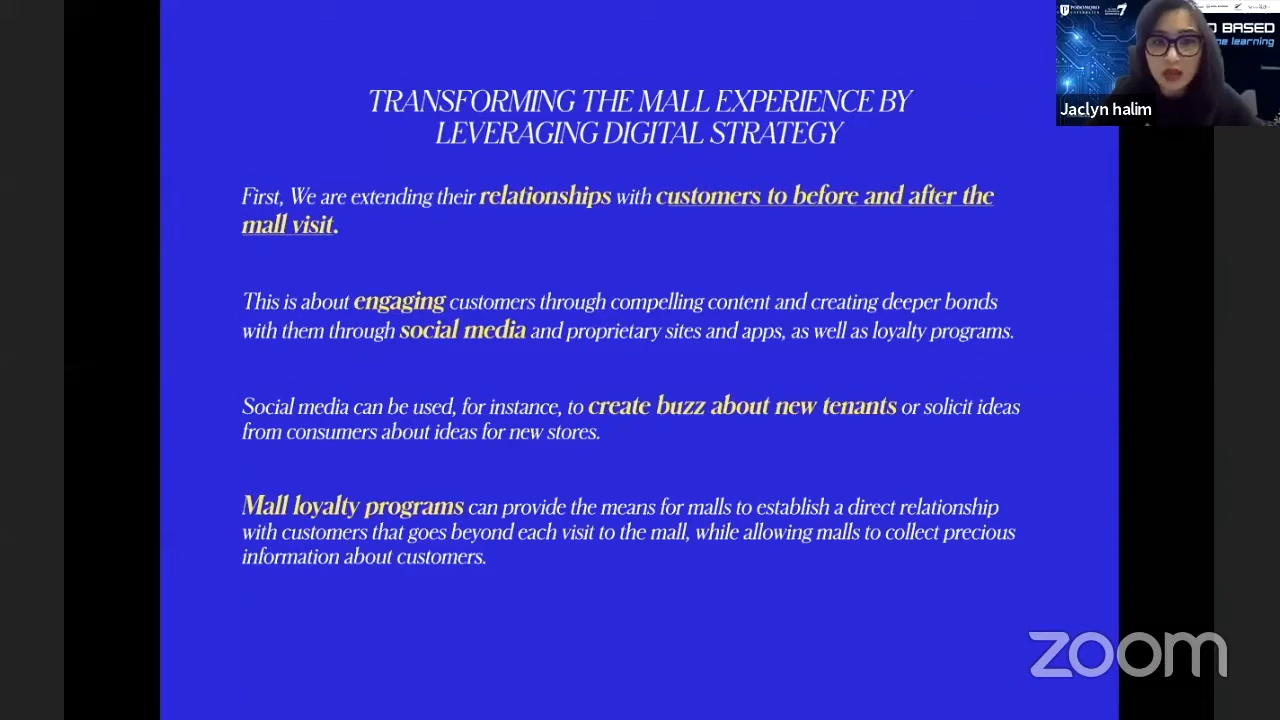 TRANSFORMING THE MALL EXPERIENCE BY
LEVERAGING DIGITAL STRATEGY
First, We are extending their relationships with customers to before and after the
mall visit.
This is about engaging customers through compelling content and creating deeper bonds
with them through social media and proprietary sites and apps, as well as loyalty programs.
Social media can be used, for instance, to create buzz about new tenants or solicit ideas
from consumers about ideas for new stores.
Mall loyalty programs can provide the means for malls to establish a direct relationship
with customers that goes beyond each visit to the mall, while allowing malls to collect precious
information about customers.
PODOMORO
UNIVERSITY
BASED
learning
Jaclyn halim
zoom